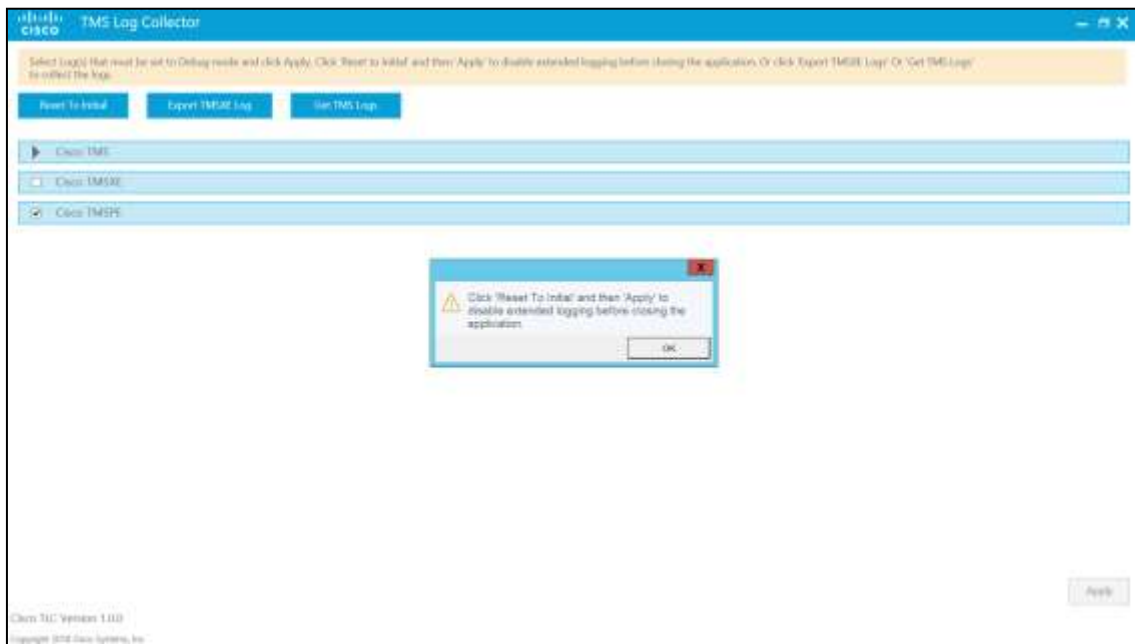 cisco
TMS Log Collector
Select Log(s) that must be set to Debug mode and click Apply. Click 'Reset to Initial' and then 'Apply' to disable extended logging before closing the application. Or click 'Export TMSXE Logs' Or 'Get TMS Logs'
to collect the logs.
Reset To Initial
Export TMSXE Log
Get TMS Logs
Cisco TMS
Cisco TMSXE
Cisco TMSPE
X
Click 'Reset To Initial' and then 'Apply' to
disable extended logging before closing the
application
OK
Apply
Cisco TLC Version 1.0.0
Copyright 2018 Cisco Systems, Inc.